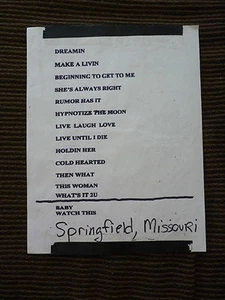 DREAMIN
MAKE A LIVIN
BEGINNING TO GET TO ME
SHE'S ALWAYS RIGHT
RUMOR HAS IT
HYPNOTIZE THE MOON
LIVE LAUGH LOVE
LIVE UNTIL I DIE
HOLDIN HER
COLD HEARTED
THEN WHAT
THIS WOMAN
WHAT'S IT 2U
BABY
WATCH THIS
Springfield, Missouri